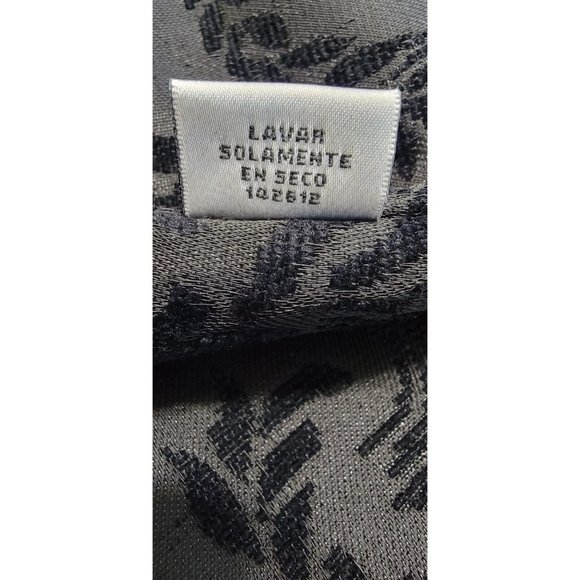 LAVAR
SOLAMENTE
EN SECO
142612